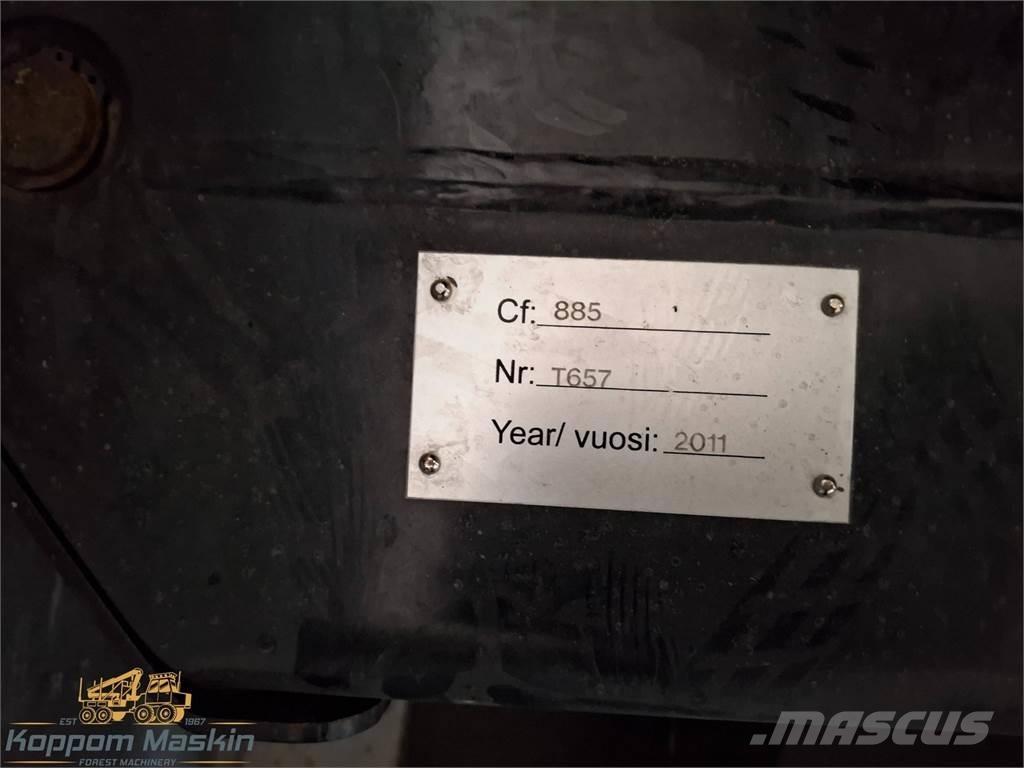 Cf: 885
Nr: T657
Year/ vuosi: 2011
EST 1967
Koppom Maskin
FOREST MACHINERY
MASCUS